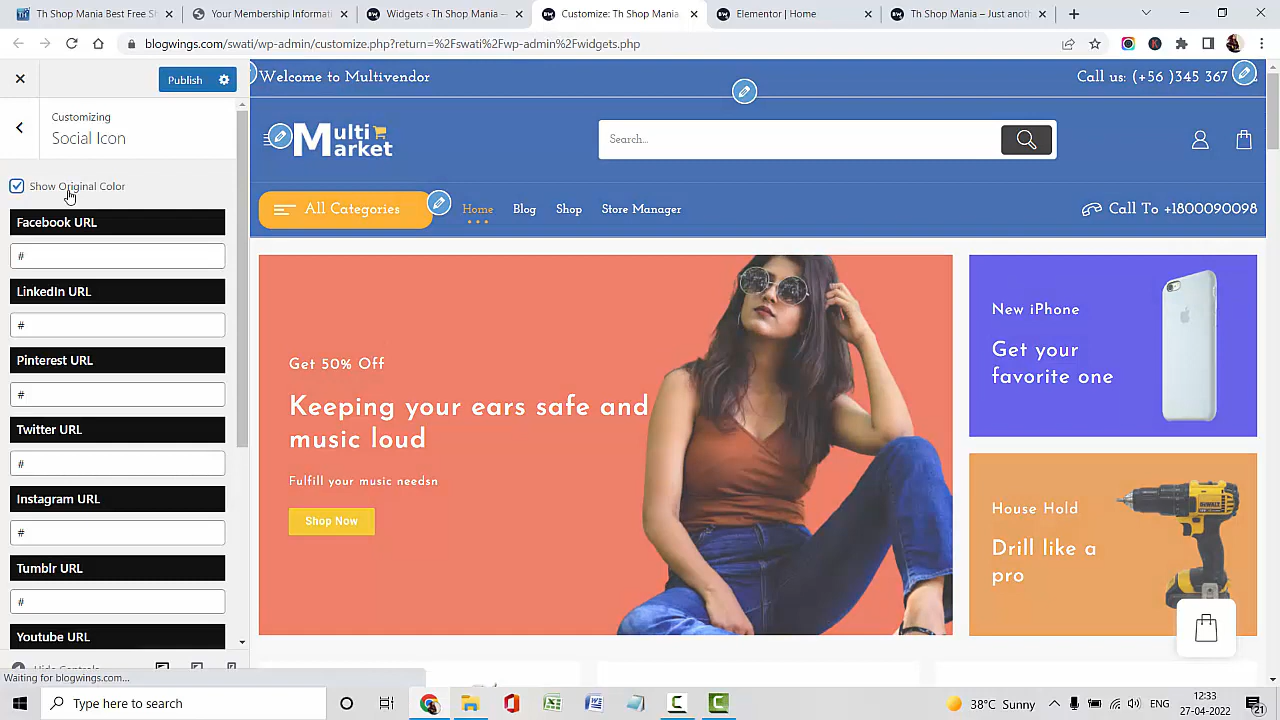 Th Shop Mania Best Free S
Your Membership Informati
Widgets ‹ Th Shop Mania —
Customize: Th Shop Mania
Elementor | Home
Th Shop Mania – Just anoth
blogwings.com/swati/wp-admin/customize.php?return=%2Fswati%2Fwp-admin%2Fwidgets.php
Publish
Customizing
Social Icon
Show Original Color
Facebook URL
#
LinkedIn URL
#
Pinterest URL
#
Twitter URL
#
Instagram URL
#
Tumblr URL
#
Youtube URL
Hide Controls
Waiting for blogwings.com...
Welcome to Multivendor
Call us: (+56 )345 367
Multi
Market
Search...
All Categories
Home
Blog
Shop
Store Manager
Call To +1800090098
Get 50% Off
Keeping your ears safe and
music loud
Fulfill your music needsn
Shop Now
New iPhone
Get your
favorite one
House Hold
Drill like a
pro
Type here to search
38°C Sunny
ENG
12:33
27-04-2022
21